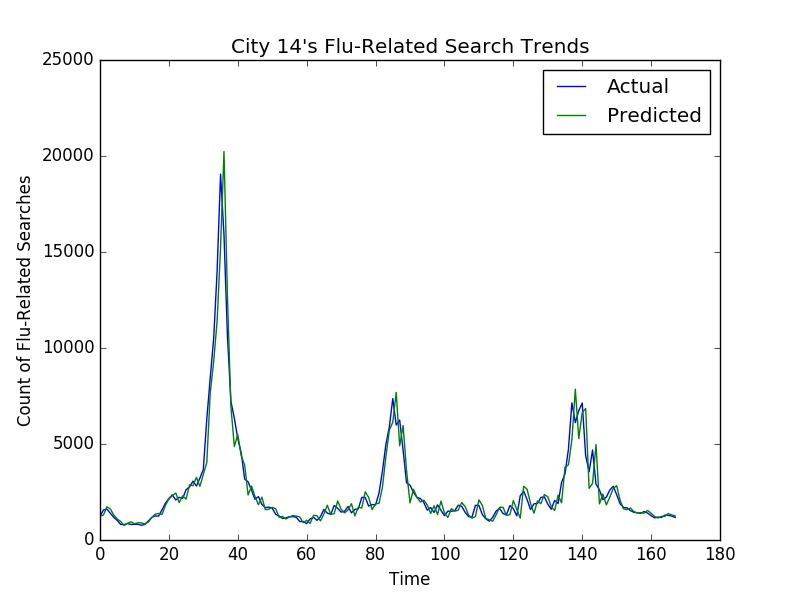 City 14's Flu-Related Search Trends
25000
20000
15000
10000
5000
0
Count of Flu-Related Searches
Actual
Predicted
0 20 40 60 80 100 120 140 160 180
Time